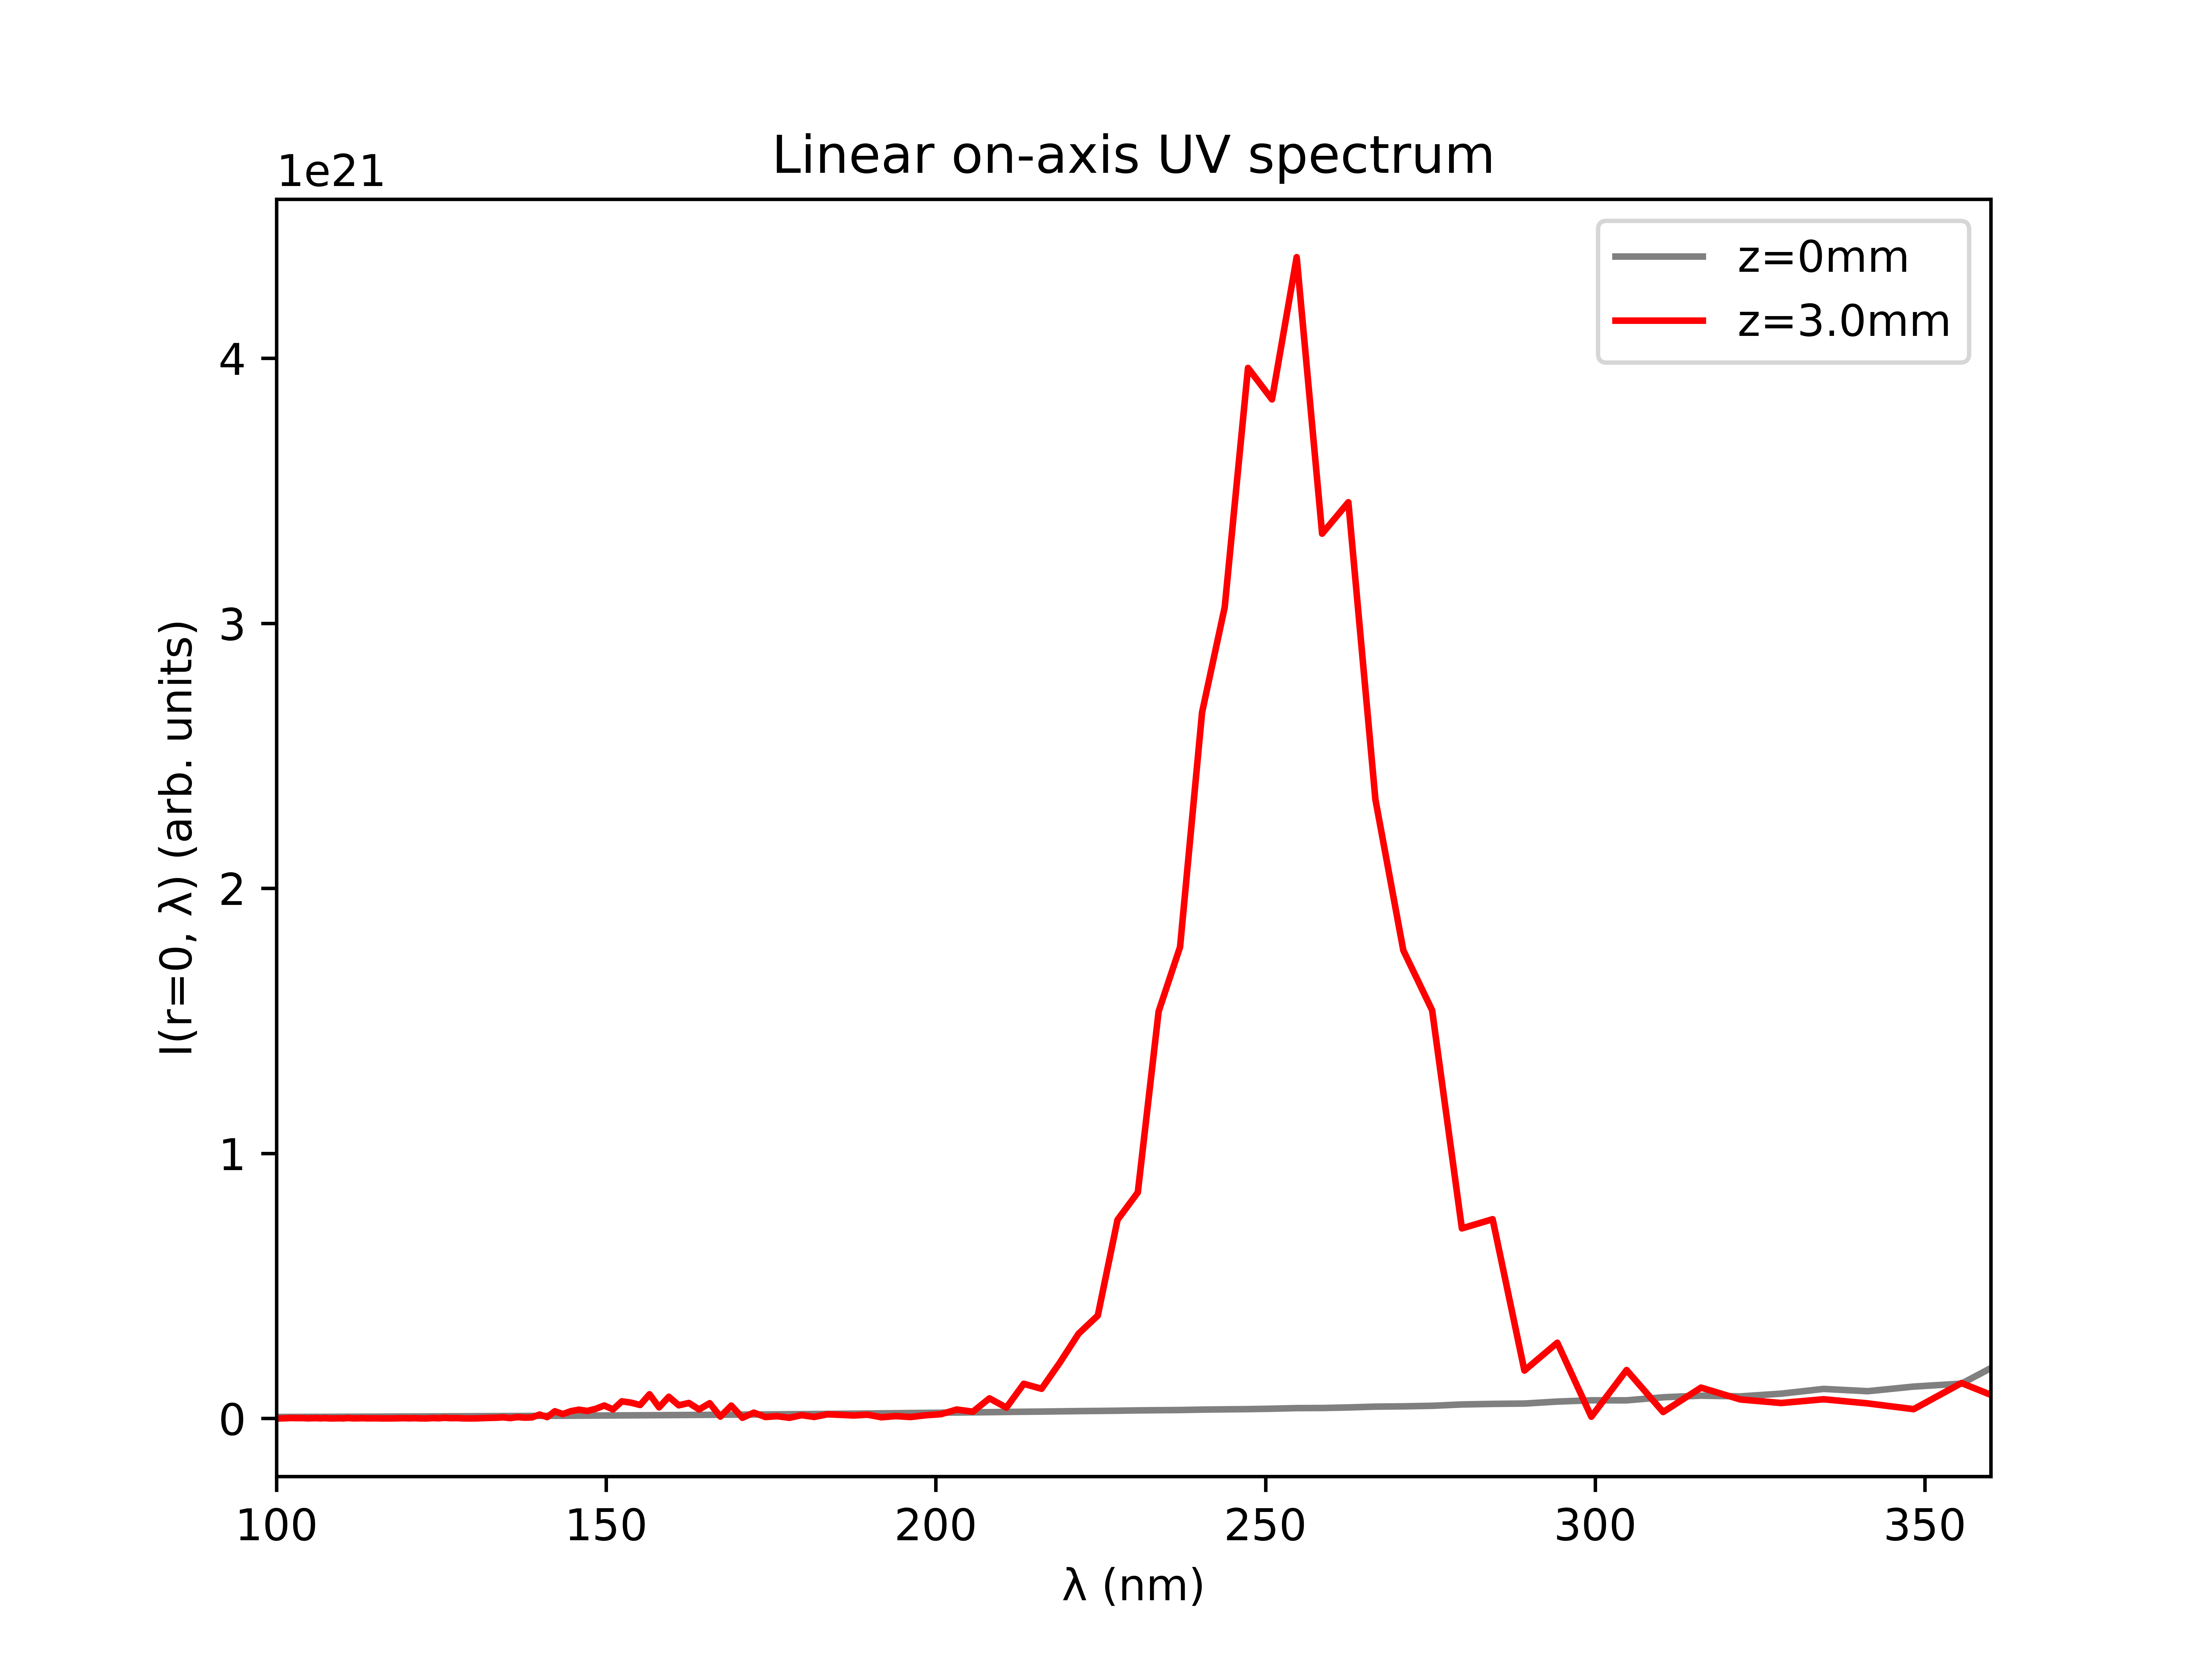 Linear on-axis UV spectrum
1e21
z=0mm
z=3.0mm
4
3
2
1
0
I(r=0, λ) (arb. units)
100 150 200 250 300 350
λ (nm)